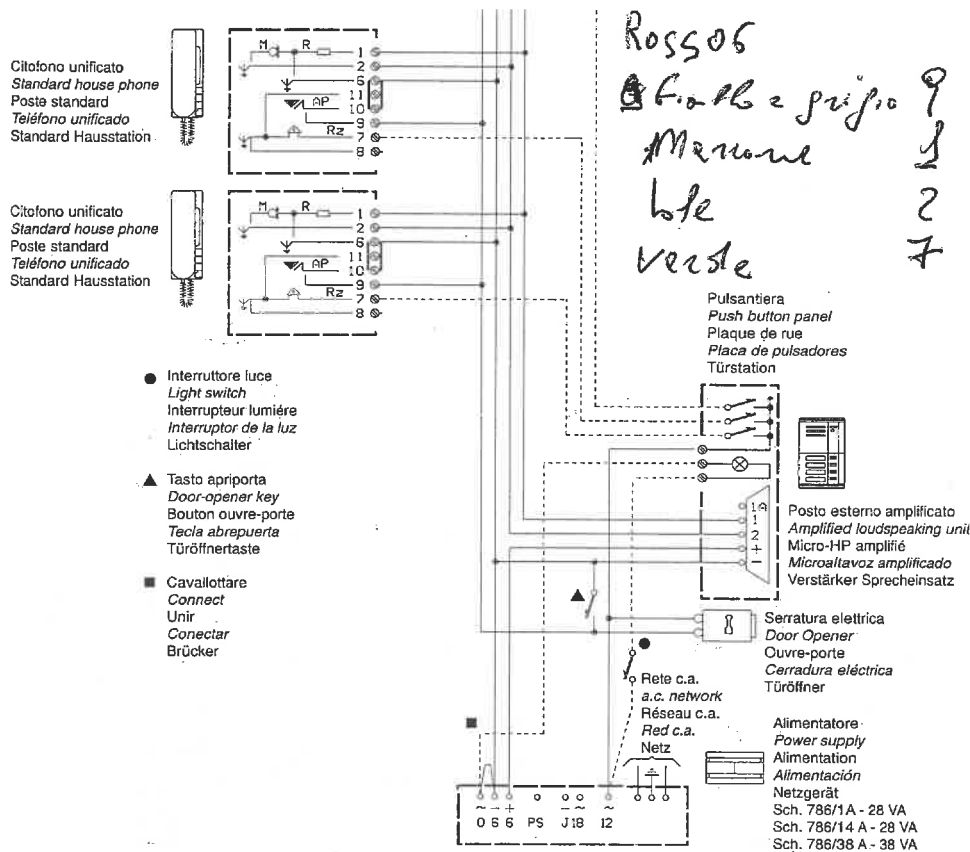 Rosso 6
Giallo e grigio 9
Marrone 1
2
verde 7
Citofono unificato
Standard house phone
Poste standard
Teléfono unificado
Standard Hausstation
M R 1
2
6
11
AP 10
9
Rz 7
8
Citofono unificato
Standard house phone
Poste standard
Teléfono unificado
Standard Hausstation
M R 1
2
6
11
AP 10
9
Rz 7
8
Interruttore luce
Light switch
Interrupteur lumiére
Interruptor de la luz
Lichtschalter
Tasto apriporta
Door-opener key
Bouton ouvre-porte
Tecla abrepuerta
Türöffnertaste
Cavallottare
Connect
Unir
Conectar
Brücker
Pulsantiera
Push button panel
Plaque de rue
Placa de pulsadores
Türstation
1A
1
2
+
−
Posto esterno amplificato
Amplified loudspeaking unit
Micro-HP amplifié
Microaltavoz amplificado
Verstärker Sprecheinsatz
Serratura elettrica
Door Opener
Ouvre-porte
Cerradura eléctrica
Türöffner
Rete c.a.
a.c. network
Réseau c.a.
Red c.a.
Netz
Alimentatore
Power supply
Alimentation
Alimentación
Netzgerät
Sch. 786/1A - 28 VA
Sch. 786/14 A - 28 VA
Sch. 786/38 A - 38 VA
~ − + − ~ ~
0 6 6 PS J 18 12